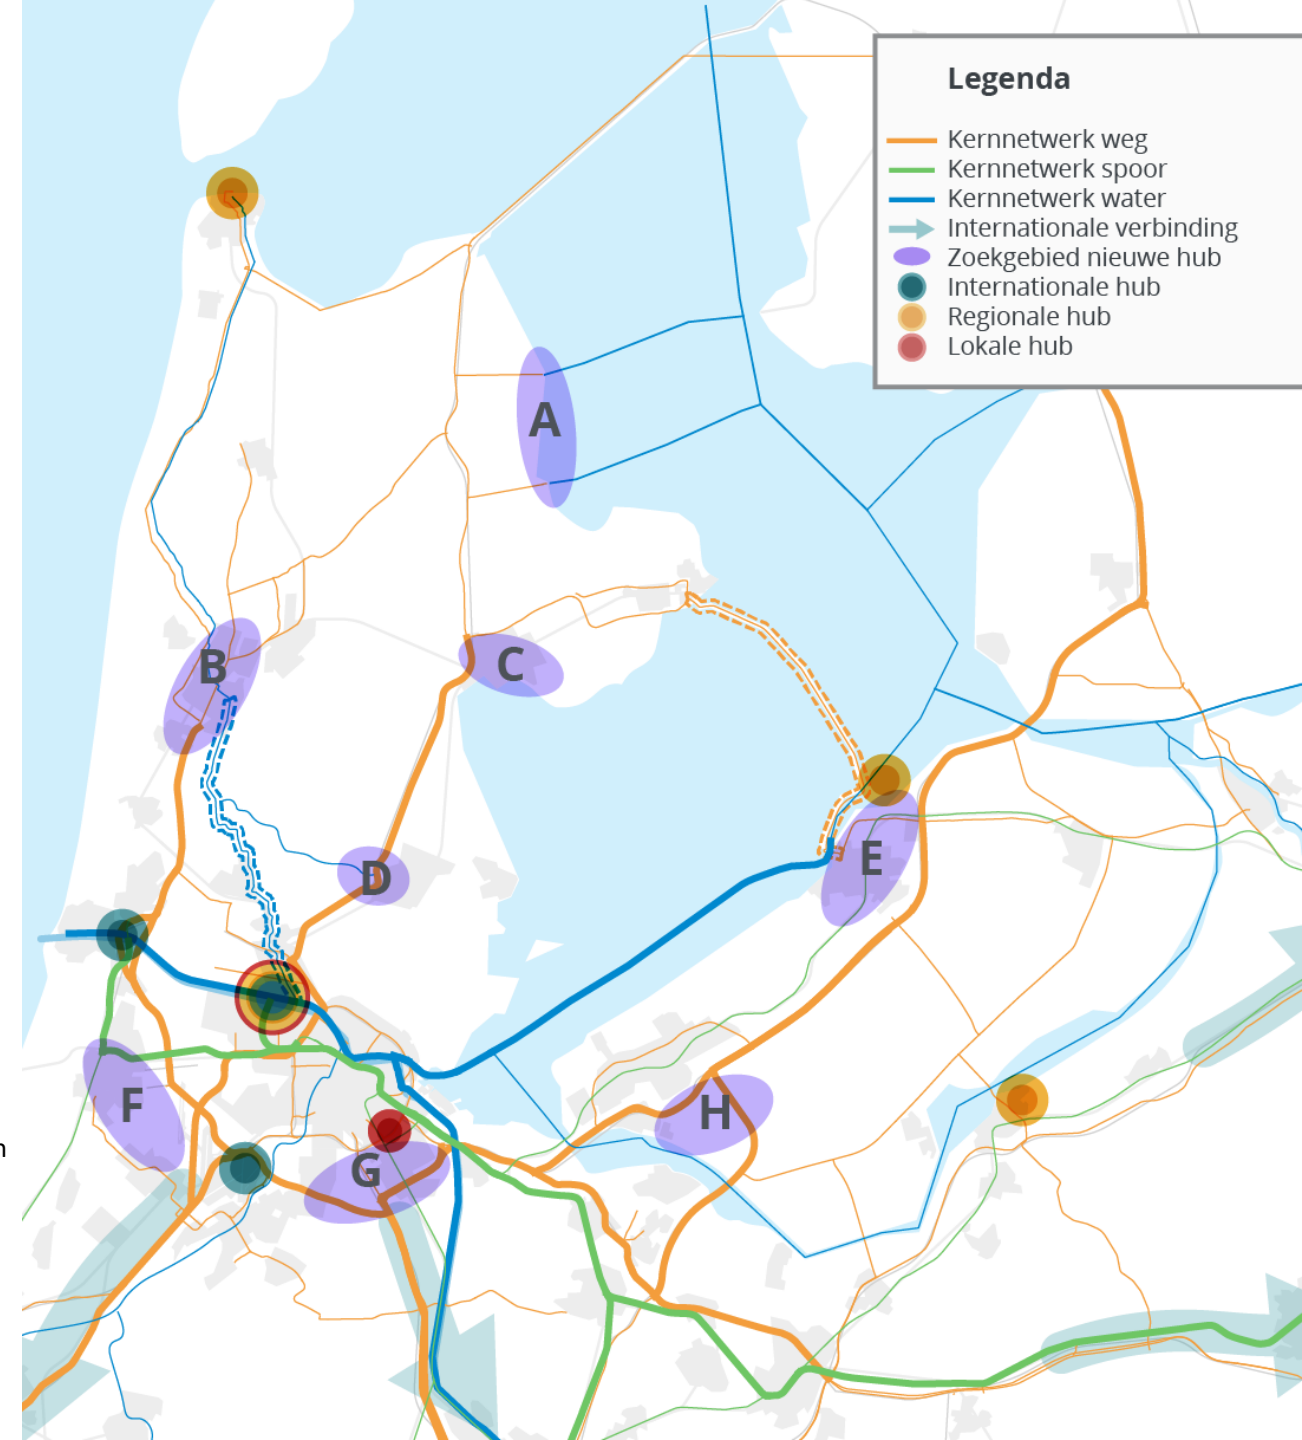 Legenda
Kernnetwerk weg
Kernnetwerk spoor
Kernnetwerk water
Internationale verbinding
Zoekgebied nieuwe hub
Internationale hub
Regionale hub
Lokale hub
A
B
C
D
E
F
H
G
n